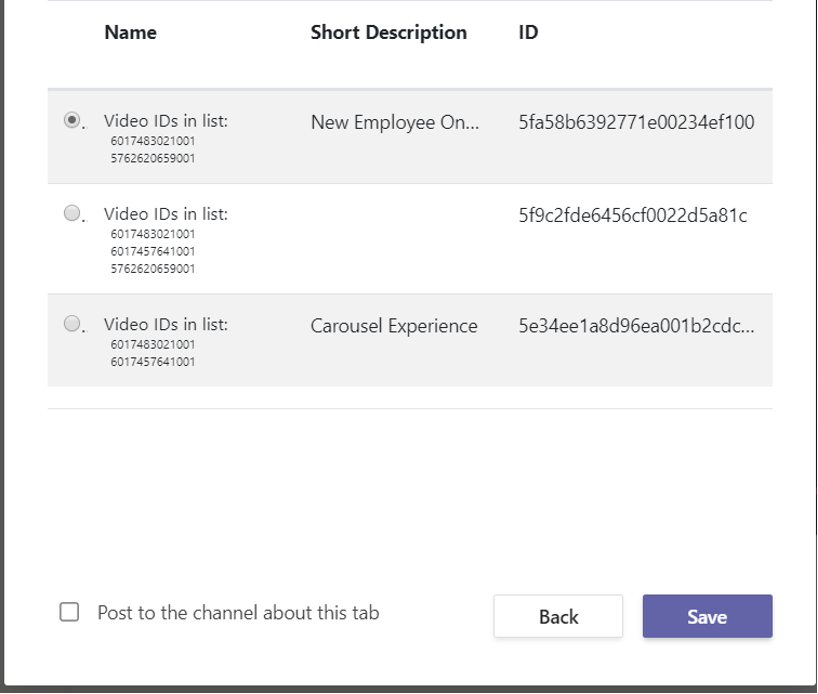 Name Short Description ID
Video IDs in list: New Employee On... 5fa58b6392771e00234ef100
6017483021001
5762620659001
Video IDs in list: 5f9c2fde6456cf0022d5a81c
6017483021001
6017457641001
5762620659001
Video IDs in list: Carousel Experience 5e34ee1a8d96ea001b2cdc...
6017483021001
6017457641001
Post to the channel about this tab Back Save